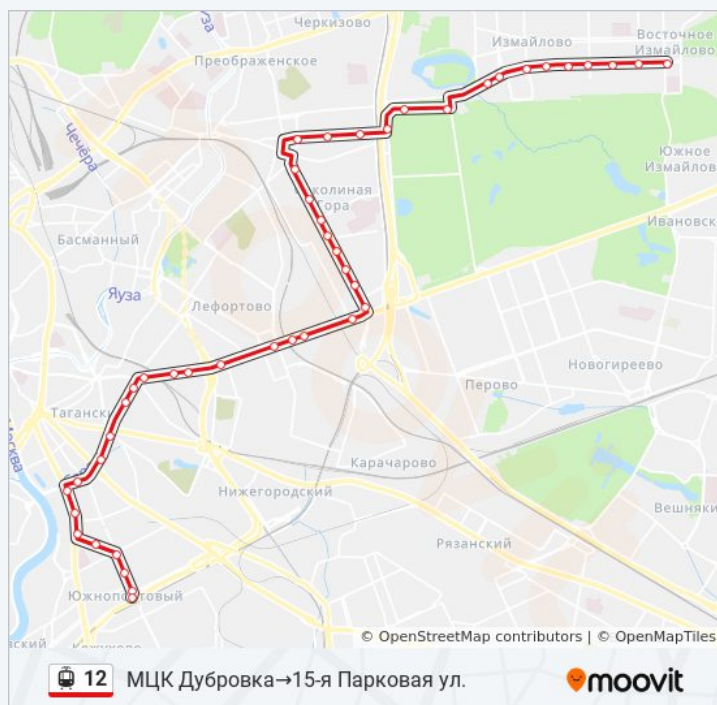 Черкизово
Яуза
Измайлово
Восточное
Измайлово
Преображенское
Чечёра
Южное
Измайлово
Соколиная
Гора
Ивановск
Басманный
Яуза
Лефортово
Новогиреево
Перово
Таганский
Москва
Карачарово
Нижегородский
Вешняки
Рязанский
Южнопортовый
Кожухово
© OpenStreetMap contributors | © OpenMapTiles
12 МЦК Дубровка→15-я Парковая ул. moovit